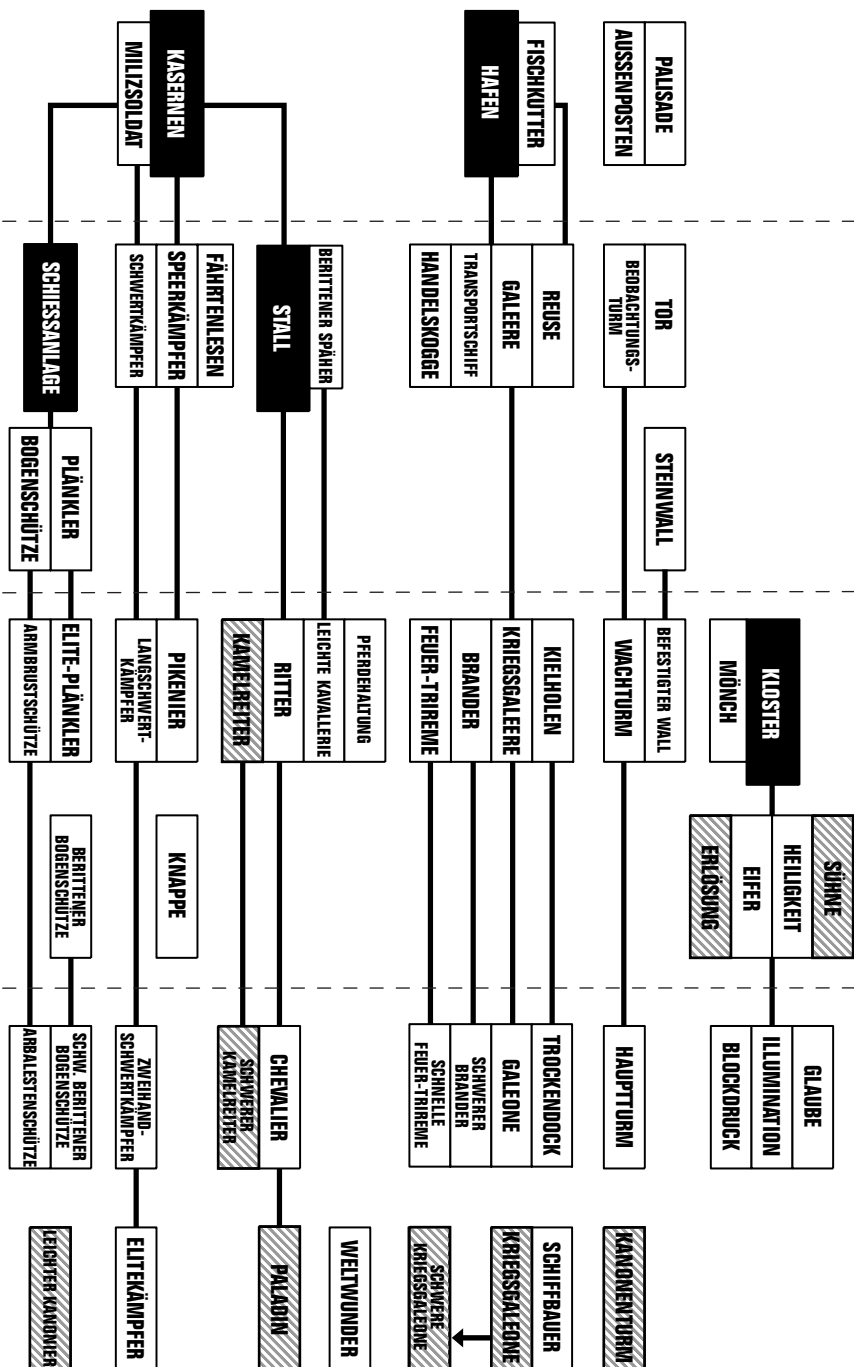 PALISADE
AUSSENPOSTEN
FISCHKUTTER
HAFEN
KASERNEN
MILIZSOLDAT
TOR
BEOBACHTUNGS-
TURM
REUSE
GALEERE
TRANSPORTSCHIFF
HANDELSKOGGE
BERITTENER SPÄHER
STALL
FÄHRTENLESEN
SPEERKÄMPFER
SCHWERTKÄMPFER
SCHIESSANLAGE
STEINWALL
PLÄNKLER
BOGENSCHÜTZE
KLOSTER
MÖNCH
BEFESTIGTER WALL
WACHTURM
KIELHOLEN
KRIEGSGALEERE
BRANDER
FEUER-TRIREME
PFERDEHALTUNG
LEICHTE KAVALLERIE
RITTER
KAMELREITER
PIKENIER
LANGSCHWERT-
KÄMPFER
ELITE-PLÄNKLER
ARMBRUSTSCHÜTZE
SÜHNE
HEILIGKEIT
EIFER
ERLÖSUNG
KNAPPE
BERITTENER
BOGENSCHÜTZE
GLAUBE
ILLUMINATION
BLOCKDRUCK
HAUPTTURM
TROCKENDOCK
GALEONE
SCHWERER
BRANDER
SCHNELLE
FEUER-TRIREME
CHEVALIER
SCHWERER
KAMELREITER
ZWEIHAND-
SCHWERTKÄMPFER
SCHW. BERITTENER
BOGENSCHÜTZE
ARBALESTENSCHÜTZE
KANONENTURM
SCHIFFBAUER
KRIEGSGALEONE
SCHWERE
KRIEGSGALEONE
WELTWUNDER
PALADIN
ELITEKÄMPFER
LEICHTER KANONIER